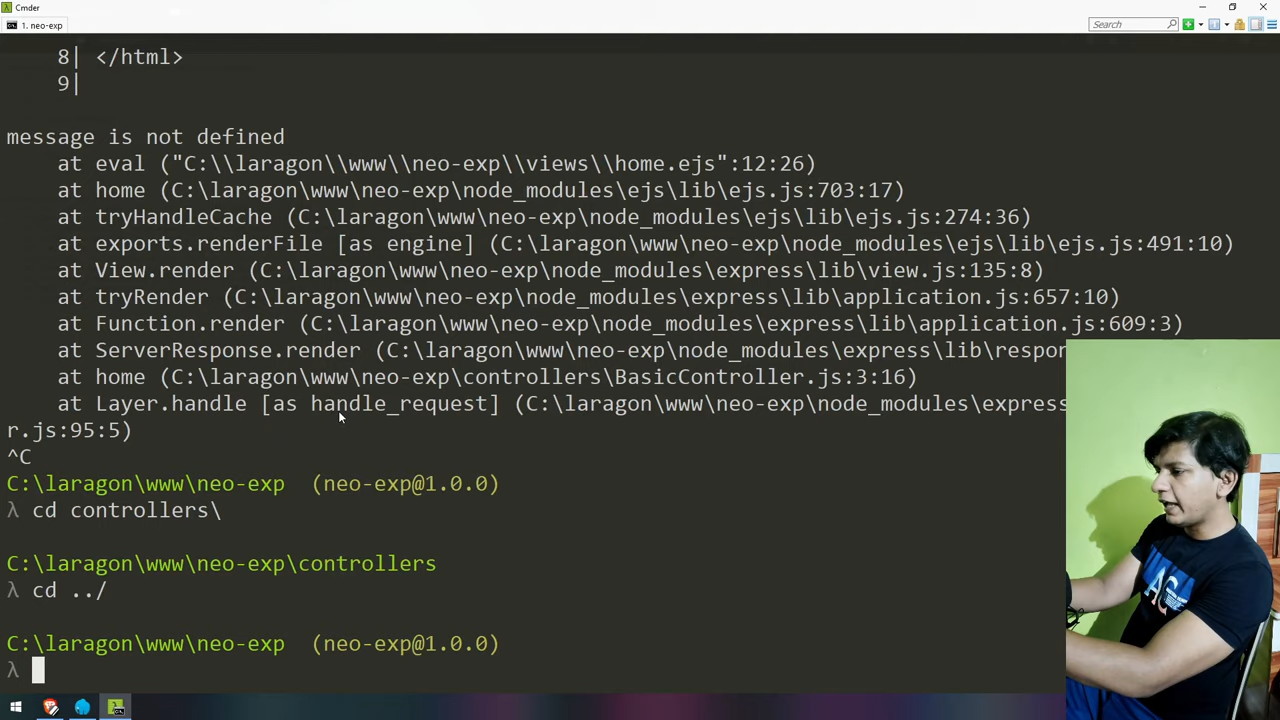 Cmder
1. neo-exp
Search
8| </html>
9|
message is not defined
at eval ("C:\\laragon\\www\\neo-exp\\views\\home.ejs":12:26)
at home (C:\laragon\www\neo-exp\node_modules\ejs\lib\ejs.js:703:17)
at tryHandleCache (C:\laragon\www\neo-exp\node_modules\ejs\lib\ejs.js:274:36)
at exports.renderFile [as engine] (C:\laragon\www\neo-exp\node_modules\ejs\lib\ejs.js:491:10)
at View.render (C:\laragon\www\neo-exp\node_modules\express\lib\view.js:135:8)
at tryRender (C:\laragon\www\neo-exp\node_modules\express\lib\application.js:657:10)
at Function.render (C:\laragon\www\neo-exp\node_modules\express\lib\application.js:609:3)
at ServerResponse.render (C:\laragon\www\neo-exp\node_modules\express\lib\respon
at home (C:\laragon\www\neo-exp\controllers\BasicController.js:3:16)
at Layer.handle [as handle_request] (C:\laragon\www\neo-exp\node_modules\express
r.js:95:5)
^C
C:\laragon\www\neo-exp (neo-exp@1.0.0)
λ cd controllers\
C:\laragon\www\neo-exp\controllers
λ cd ../
C:\laragon\www\neo-exp (neo-exp@1.0.0)
λ